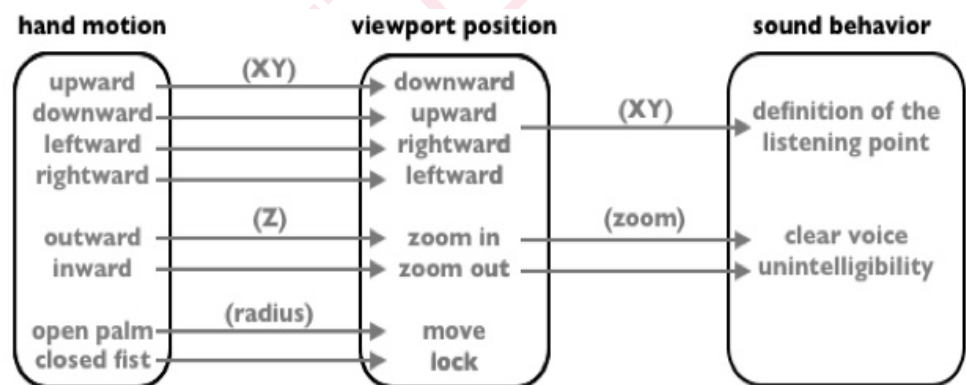 hand motion viewport position sound behavior
upward (XY) downward
downward upward (XY) definition of the
leftward rightward listening point
rightward leftward
outward (Z) zoom in (zoom) clear voice
inward zoom out unintelligibility
open palm (radius) move
closed fist lock